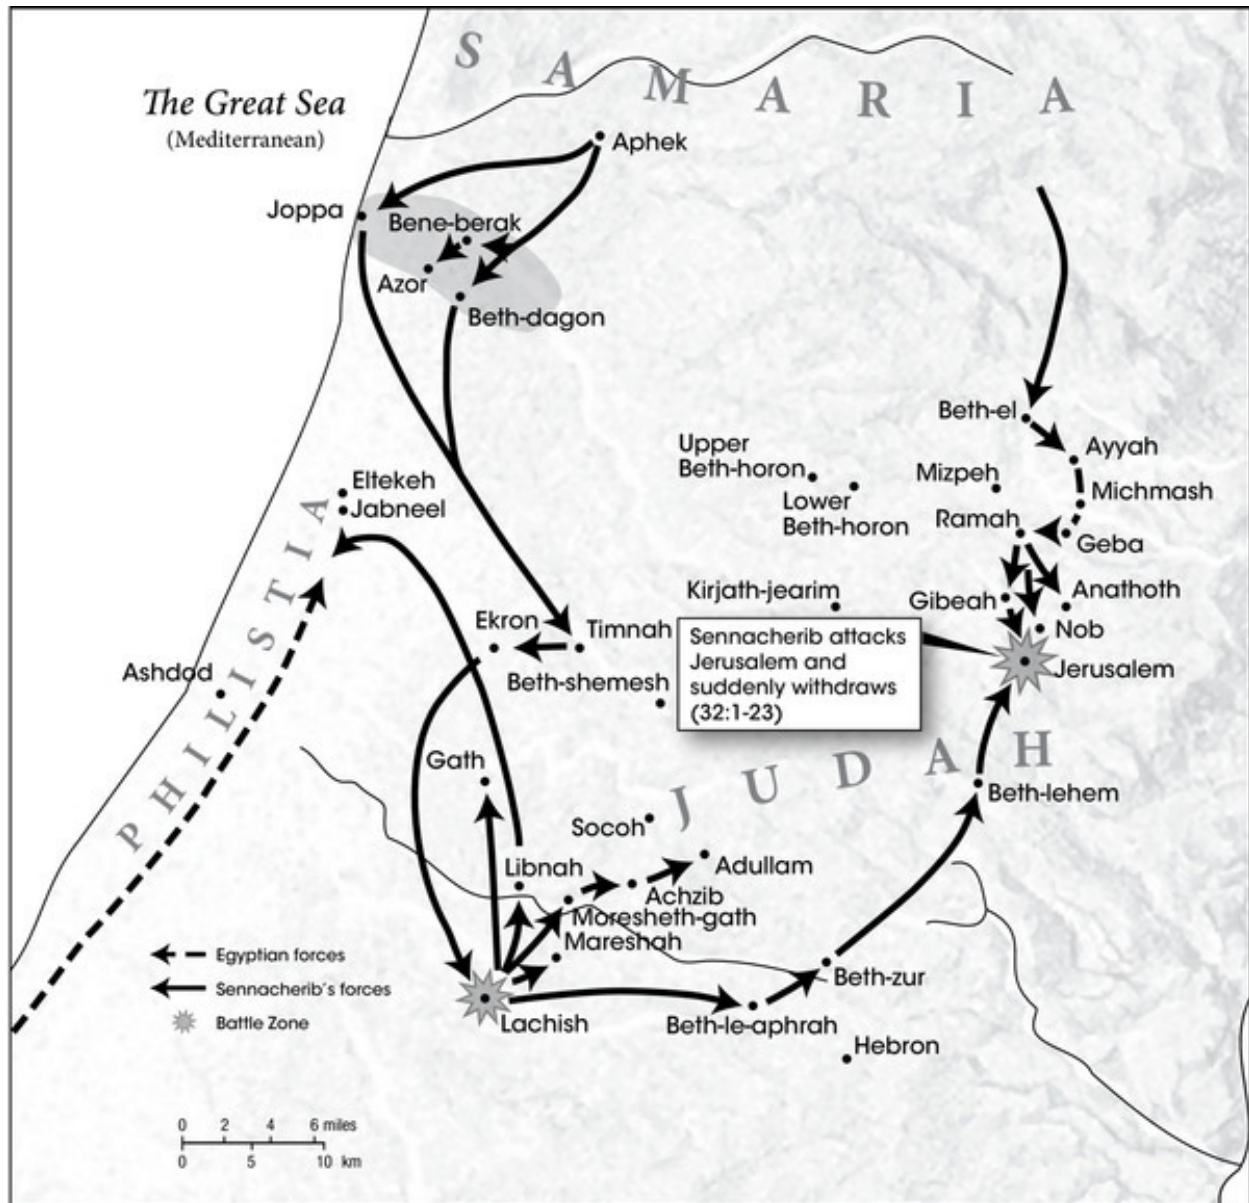 SAMARIA
The Great Sea
(Mediterranean)
Aphek
Joppa
Bene-berak
Azor
Beth-dagon
Beth-el
Ayyah
Upper
Beth-horon
Mizpeh
Eltekeh
Michmash
Lower
Beth-horon
Jabneel
Ramah
Geba
PHILISTIA
Kirjath-jearim
Gibeah
Anathoth
Ekron
Timnah
Nob
Sennacherib attacks
Jerusalem and
suddenly withdraws
(32:1-23)
Jerusalem
Ashdod
Beth-shemesh
JUDAH
Gath
Beth-lehem
Socoh
Libnah
Adullam
Achzib
Moresheth-gath
Mareshah
Egyptian forces
Beth-zur
Sennacherib's forces
Battle Zone
Lachish
Beth-le-aphrah
Hebron
0 2 4 6 miles
0 5 10 km